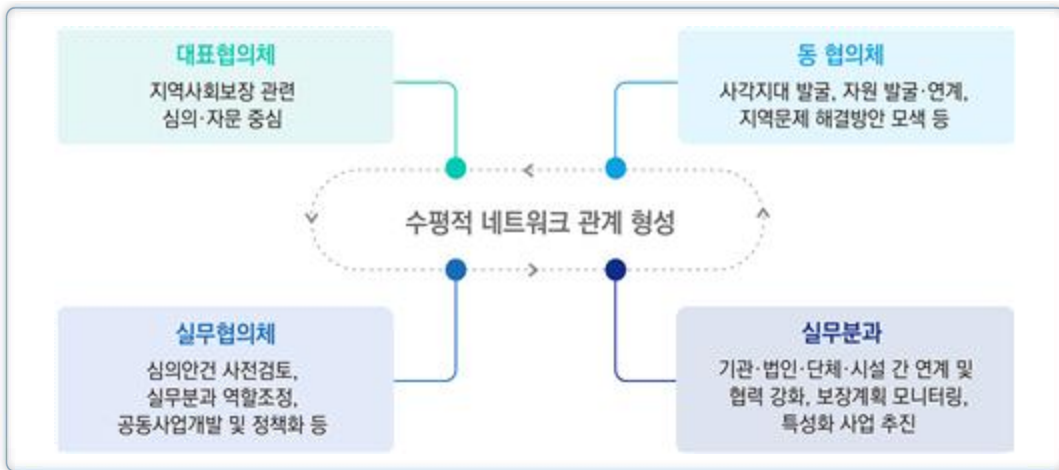 대표협의체
지역사회보장 관련
심의·자문 중심
동 협의체
사각지대 발굴, 자원 발굴·연계,
지역문제 해결방안 모색 등
수평적 네트워크 관계 형성
실무협의체
심의안건 사전검토,
실무분과 역할조정,
공동사업개발 및 정책화 등
실무분과
기관·법인·단체·시설 간 연계 및
협력 강화, 보장계획 모니터링,
특성화 사업 추진